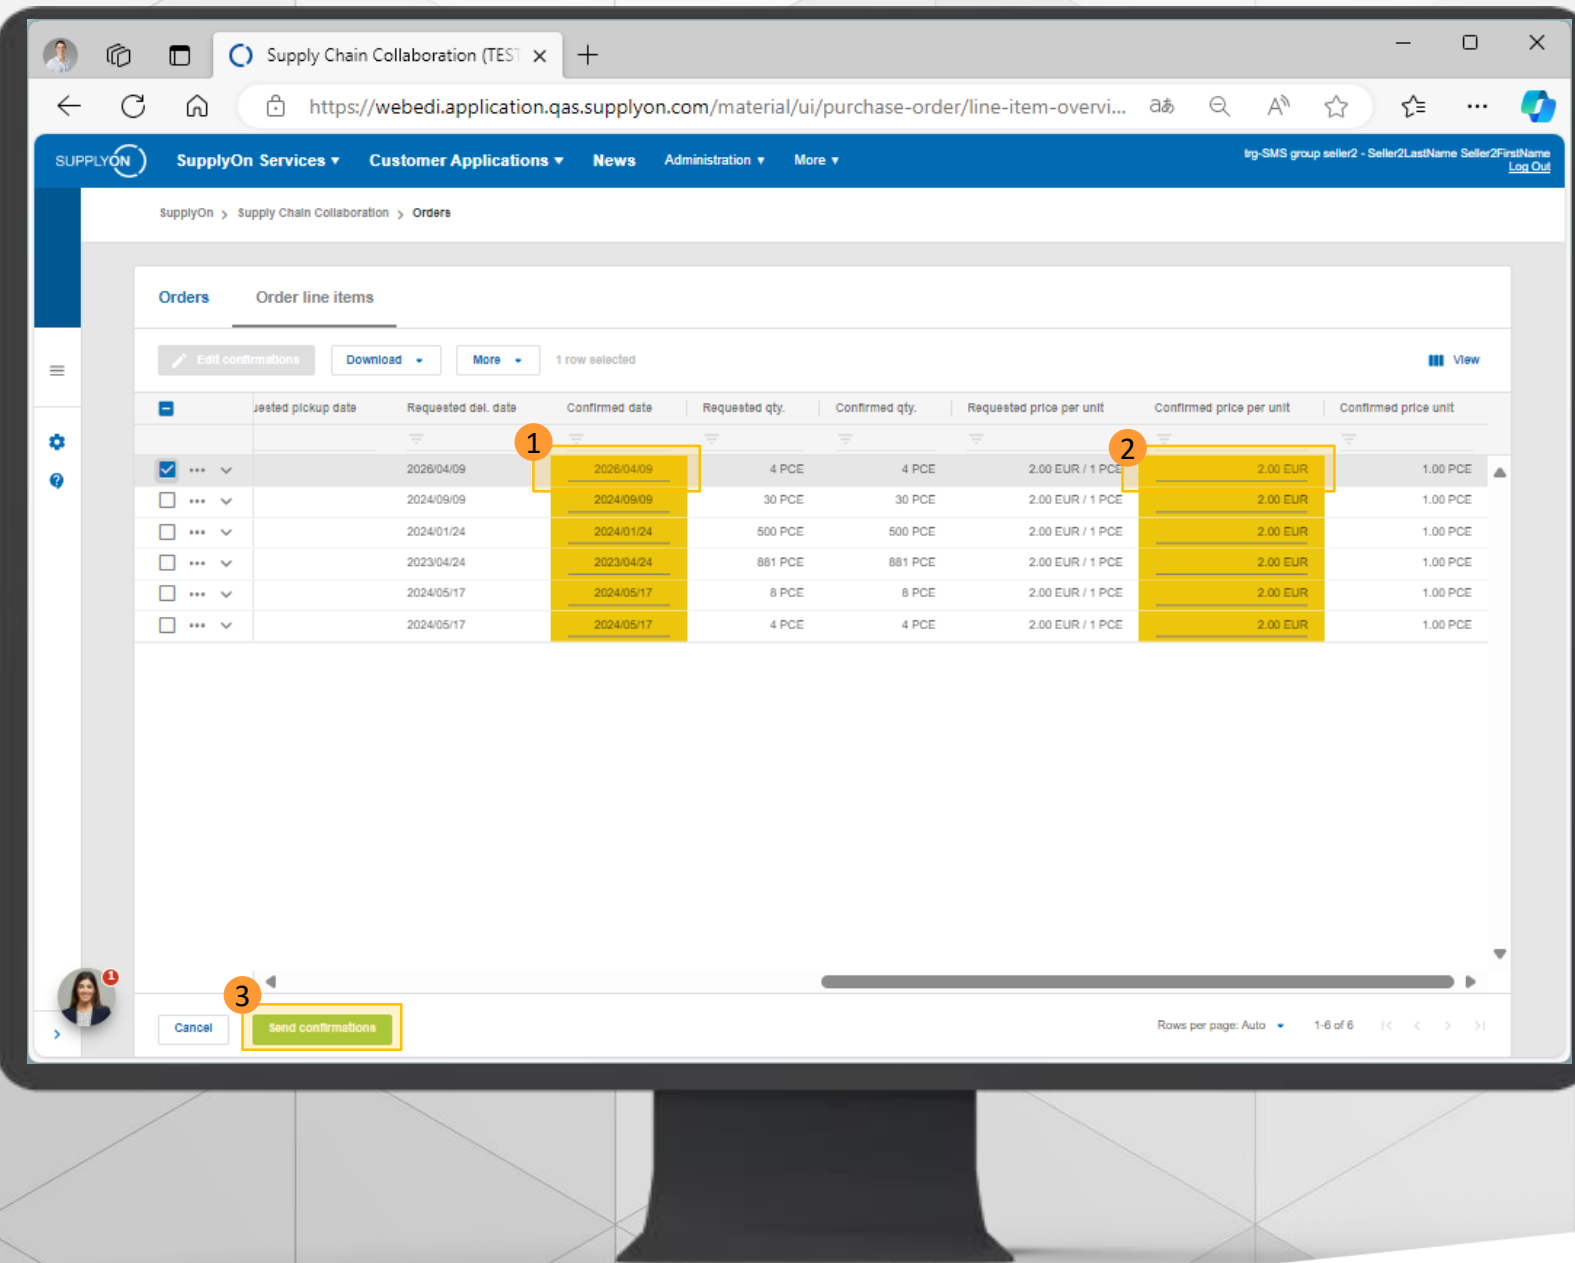 Supply Chain Collaboration (TEST
https://webedi.application.qas.supplyon.com/material/ui/purchase-order/line-item-overvi...
SUPPLYON SupplyOn Services Customer Applications News Administration More
trg-SMS group seller2 - Seller2LastName Seller2FirstName
Log Out
SupplyOn > Supply Chain Collaboration > Orders
Orders Order line items
Edit confirmations Download More 1 row selected View
uested pickup date Requested del. date Confirmed date Requested qty. Confirmed qty. Requested price per unit Confirmed price per unit Confirmed price unit
1 2
2026/04/09 2026/04/09 4 PCE 4 PCE 2.00 EUR / 1 PCE 2.00 EUR 1.00 PCE
2024/09/09 2024/09/09 30 PCE 30 PCE 2.00 EUR / 1 PCE 2.00 EUR 1.00 PCE
2024/01/24 2024/01/24 500 PCE 500 PCE 2.00 EUR / 1 PCE 2.00 EUR 1.00 PCE
2023/04/24 2023/04/24 881 PCE 881 PCE 2.00 EUR / 1 PCE 2.00 EUR 1.00 PCE
2024/05/17 2024/05/17 8 PCE 8 PCE 2.00 EUR / 1 PCE 2.00 EUR 1.00 PCE
2024/05/17 2024/05/17 4 PCE 4 PCE 2.00 EUR / 1 PCE 2.00 EUR 1.00 PCE
1
3
Cancel Send confirmations Rows per page: Auto 1-6 of 6